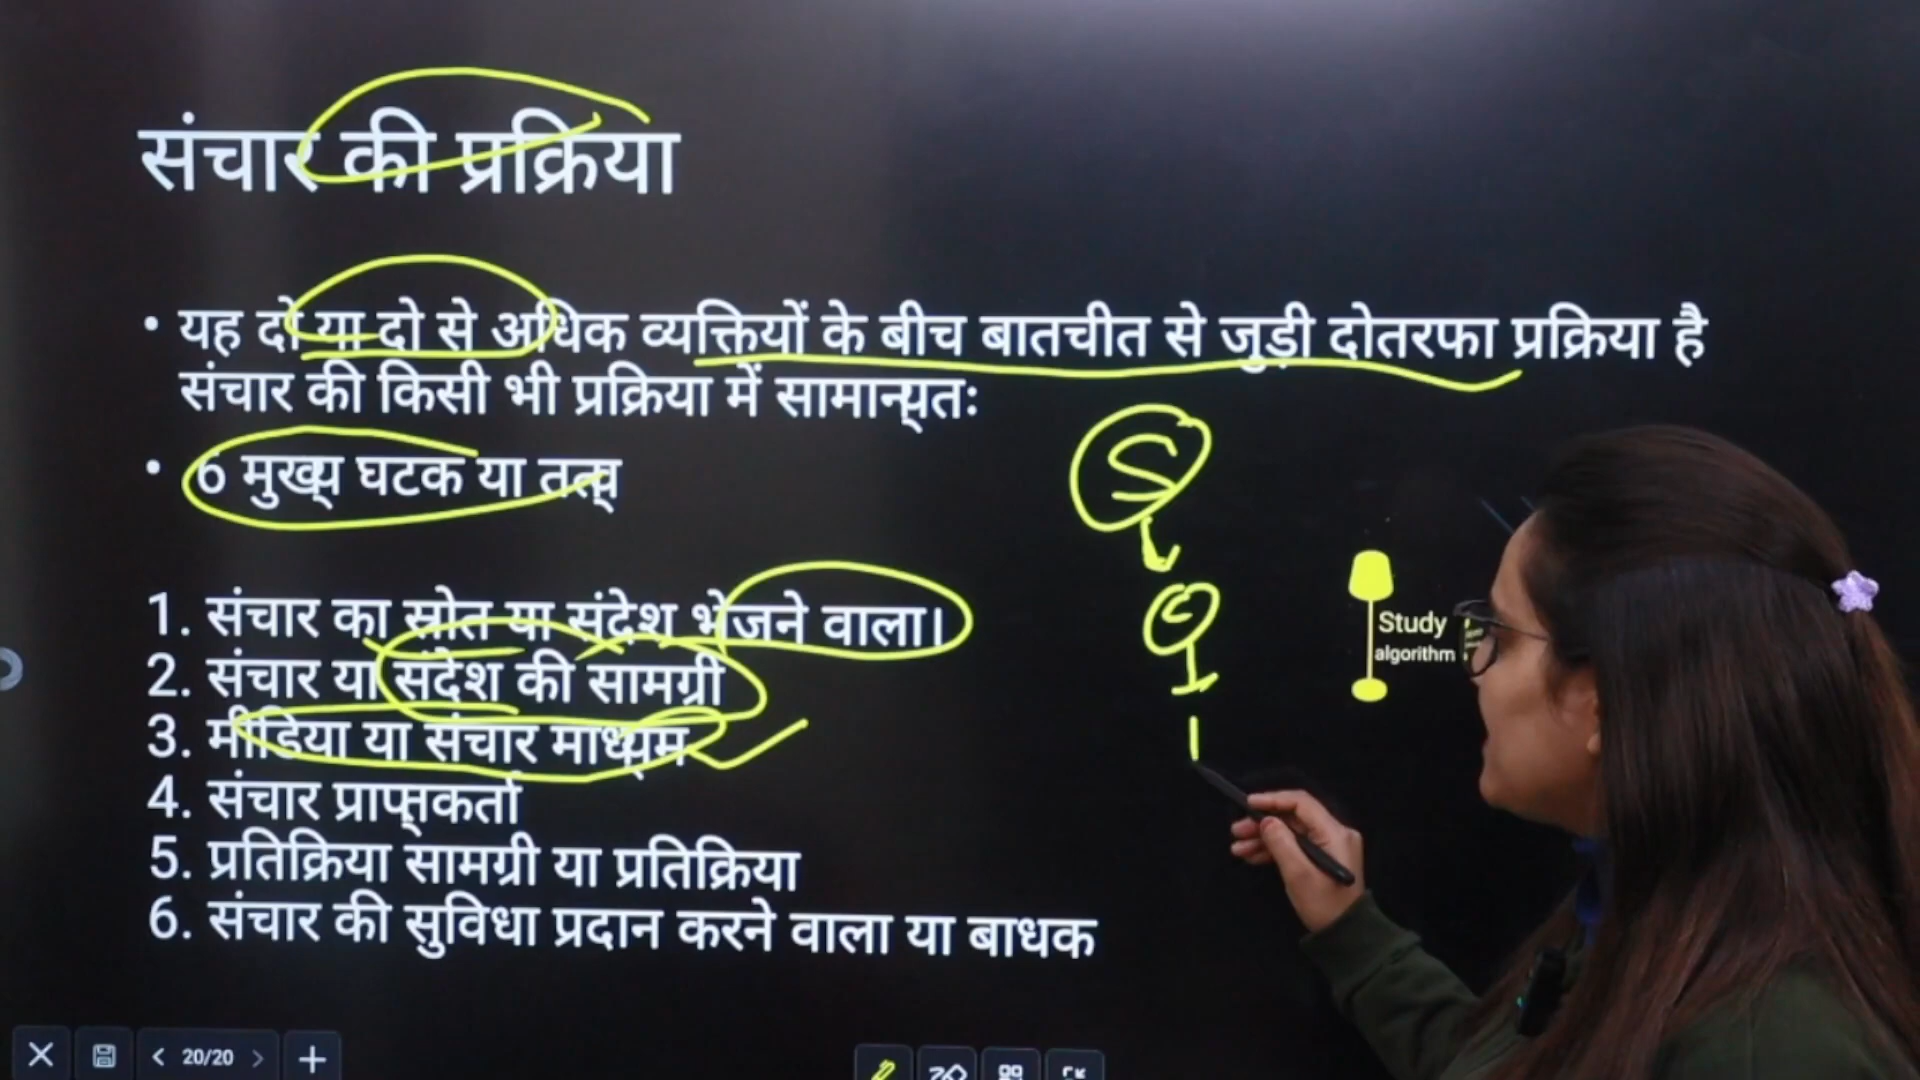 संचार की प्रक्रिया
• यह दो या दो से अधिक व्यक्तियों के बीच बातचीत से जुड़ी दोतरफा प्रक्रिया है
संचार की किसी भी प्रक्रिया में सामान्यतः
• 6 मुख्य घटक या तत्व
S
1. संचार का स्रोत या संदेश भेजने वाला।
2. संचार या संदेश की सामग्री
3. मीडिया या संचार माध्यम
4. संचार प्राप्तकर्ता
5. प्रतिक्रिया सामग्री या प्रतिक्रिया
6. संचार की सुविधा प्रदान करने वाला या बाधक
Study
algorithm
20/20